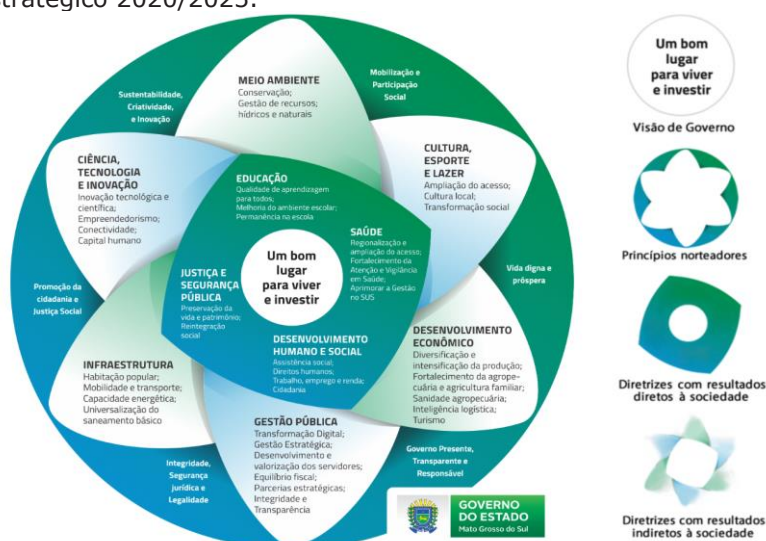 stratégico 2020/2023.
Sustentabilidade,
Criatividade,
e Inovação
MEIO AMBIENTE
Conservação;
Gestão de recursos;
hídricos e naturais
Mobilização e
Participação
Social
CIÊNCIA,
TECNOLOGIA
E INOVAÇÃO
Inovação tecnológica e
científica;
Empreendedorismo;
Conectividade;
Capital humano
EDUCAÇÃO
Qualidade de aprendizagem
para todos;
Melhoria do ambiente escolar;
Permanência na escola
CULTURA,
ESPORTE
E LAZER
Ampliação do acesso;
Cultura local;
Transformação social
SAÚDE
Regionalização e
ampliação do acesso;
Fortalecimento da
Atenção e Vigilância
em Saúde;
Aprimorar a Gestão
no SUS
Um bom
lugar
para viver
e investir
JUSTIÇA E
SEGURANÇA
PÚBLICA
Preservação da
vida e patrimônio;
Reintegração
social
Promoção da
cidadania e
Justiça Social
Vida digna e
próspera
DESENVOLVIMENTO
HUMANO E SOCIAL
Assistência social;
Direitos humanos;
Trabalho, emprego e renda;
Cidadania
DESENVOLVIMENTO
ECONÔMICO
Diversificação e
intensificação da produção;
Fortalecimento da agrope-
cuária e agricultura familiar;
Sanidade agropecuária;
Inteligência logística;
Turismo
INFRAESTRUTURA
Habitação popular;
Mobilidade e transporte;
Capacidade energética;
Universalização do
saneamento básico
GESTÃO PÚBLICA
Transformação Digital;
Gestão Estratégica;
Desenvolvimento e
valorização dos servidores;
Equilíbrio fiscal;
Parcerias estratégicas;
Integridade e
Transparência
Integridade,
Segurança
jurídica e
Legalidade
Governo Presente,
Transparente e
Responsável
GOVERNO
DO ESTADO
Mato Grosso do Sul
Um bom
lugar
para viver
e investir
Visão de Governo
Princípios norteadores
Diretrizes com resultados
diretos à sociedade
Diretrizes com resultados
indiretos à sociedade